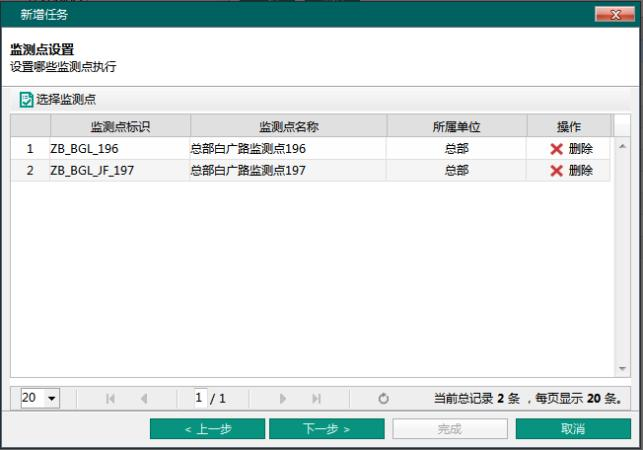 新增任务
监测点设置
设置哪些监测点执行
选择监测点
监测点标识 监测点名称 所属单位 操作
1 ZB_BGL_196 总部白广路监测点196 总部 删除
2 ZB_BGL_JF_197 总部白广路监测点197 总部 删除
20 1 / 1 当前总记录 2 条 ，每页显示 20 条。
< 上一步 下一步 > 完成 取消